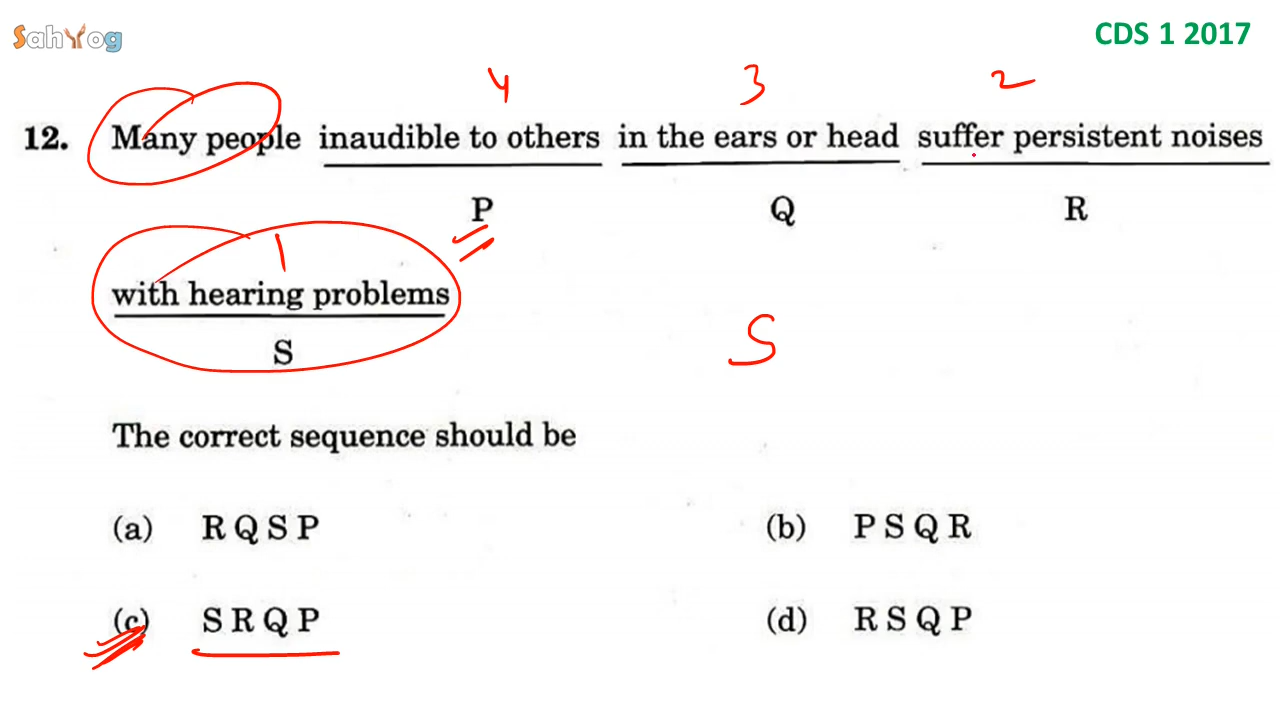 SahYog
CDS 1 2017
4 3 2
12. Many people inaudible to others in the ears or head suffer persistent noises
P Q R
1
with hearing problems
S
S
The correct sequence should be
(a) R Q S P (b) P S Q R
(c) S R Q P (d) R S Q P